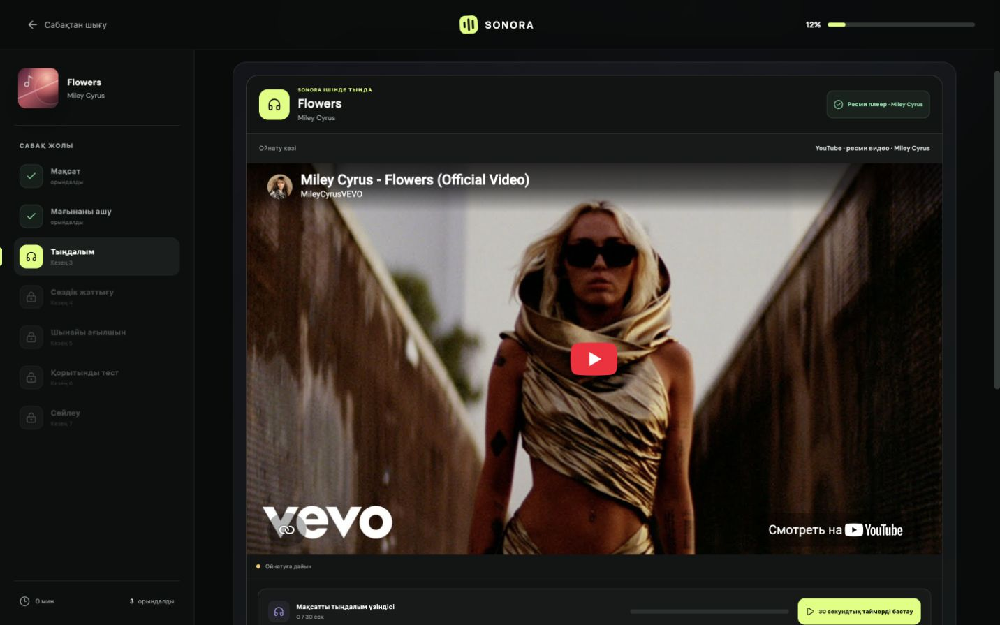 Сабақтан шығу
SONORA
12%
Flowers
Miley Cyrus
САБАҚ ЖОЛЫ
Мақсат
орындалды
Мағынаны ашу
орындалды
Тыңдалым
Кезең 3
Сөздік жаттығу
Кезең 4
Шынайы ағылшын
Кезең 5
Қорытынды тест
Кезең 6
Сөйлеу
Кезең 7
0 мин
3 орындалды
SONORA ІШІНДЕ ТЫҢДА
Flowers
Miley Cyrus
Ресми плеер · Miley Cyrus
Ойнату көзі
YouTube · ресми видео · Miley Cyrus
Miley Cyrus - Flowers (Official Video)
MileyCyrusVEVO
vevo
Смотреть на YouTube
Ойнатуға дайын
Мақсатты тыңдалым үзіндісі
0 / 30 сек
30 секундтық таймерді бастау